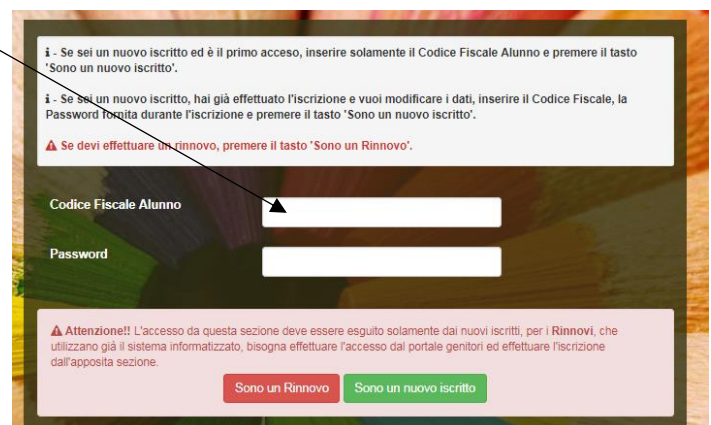 i - Se sei un nuovo iscritto ed è il primo accesso, inserire solamente il Codice Fiscale Alunno e premere il tasto
'Sono un nuovo iscritto'.
i - Se sei un nuovo iscritto, hai già effettuato l'iscrizione e vuoi modificare i dati, inserire il Codice Fiscale, la
Password fornita durante l'iscrizione e premere il tasto 'Sono un nuovo iscritto'.
Se devi effettuare un rinnovo, premere il tasto 'Sono un Rinnovo'.
Codice Fiscale Alunno
Password
Attenzione!! L'accesso da questa sezione deve essere esguito solamente dai nuovi iscritti, per i Rinnovi, che
utilizzano già il sistema informatizzato, bisogna effettuare l'accesso dal portale genitori ed effettuare l'iscrizione
dall'apposita sezione.
Sono un Rinnovo Sono un nuovo iscritto